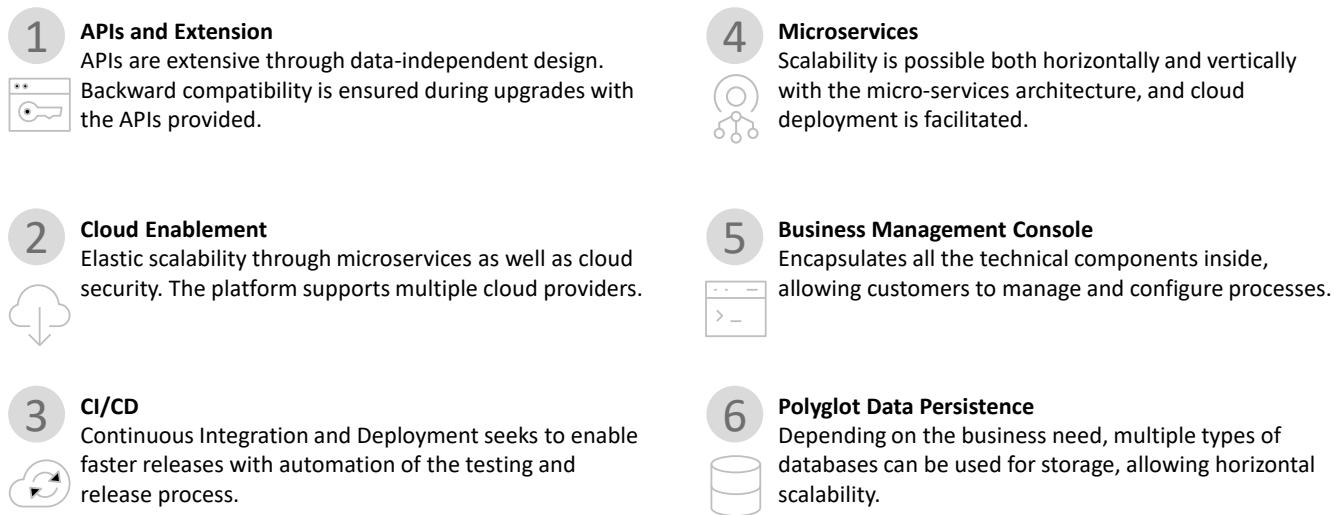 1
APIs and Extension
APIs are extensive through data-independent design.
Backward compatibility is ensured during upgrades with
the APIs provided.
2
Cloud Enablement
Elastic scalability through microservices as well as cloud
security. The platform supports multiple cloud providers.
3
CI/CD
Continuous Integration and Deployment seeks to enable
faster releases with automation of the testing and
release process.
4
Microservices
Scalability is possible both horizontally and vertically
with the micro-services architecture, and cloud
deployment is facilitated.
5
Business Management Console
Encapsulates all the technical components inside,
allowing customers to manage and configure processes.
6
Polyglot Data Persistence
Depending on the business need, multiple types of
databases can be used for storage, allowing horizontal
scalability.